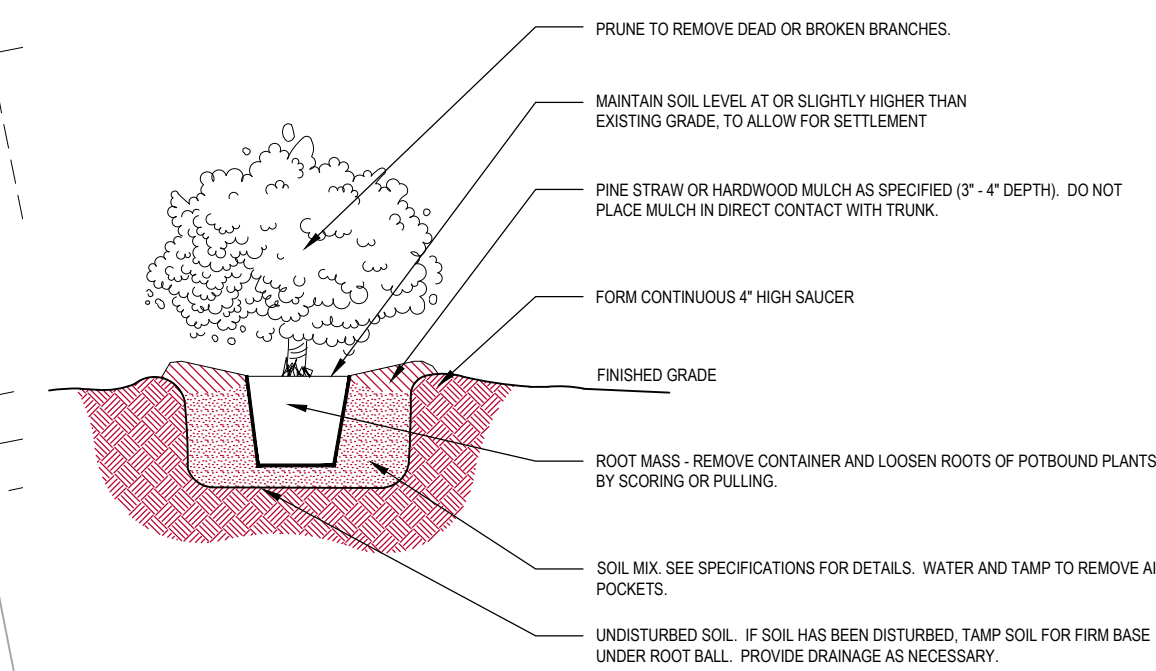 PRUNE TO REMOVE DEAD OR BROKEN BRANCHES.
MAINTAIN SOIL LEVEL AT OR SLIGHTLY HIGHER THAN
EXISTING GRADE, TO ALLOW FOR SETTLEMENT
PINE STRAW OR HARDWOOD MULCH AS SPECIFIED (3" - 4" DEPTH). DO NOT
PLACE MULCH IN DIRECT CONTACT WITH TRUNK.
FORM CONTINUOUS 4" HIGH SAUCER
FINISHED GRADE
ROOT MASS - REMOVE CONTAINER AND LOOSEN ROOTS OF POTBOUND PLANTS
BY SCORING OR PULLING.
SOIL MIX. SEE SPECIFICATIONS FOR DETAILS. WATER AND TAMP TO REMOVE AI
POCKETS.
UNDISTURBED SOIL. IF SOIL HAS BEEN DISTURBED, TAMP SOIL FOR FIRM BASE
UNDER ROOT BALL. PROVIDE DRAINAGE AS NECESSARY.